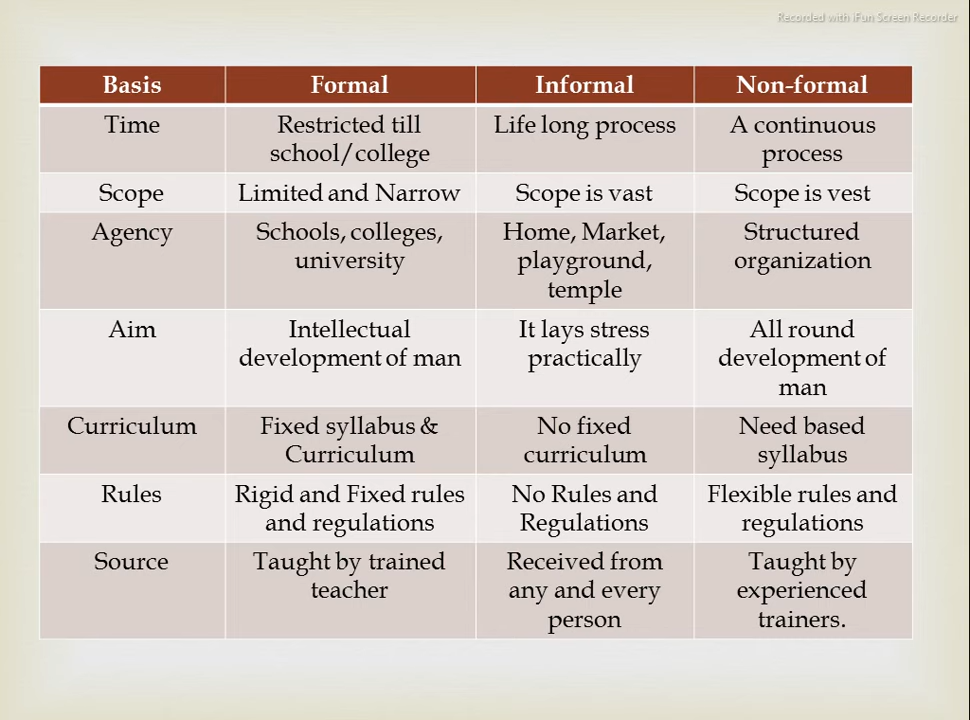 Recorded with iFun Screen Recorder
Basis Formal Informal Non-formal
Time Restricted till Life long process A continuous
school/college process
Scope Limited and Narrow Scope is vast Scope is vest
Agency Schools, colleges, Home, Market, Structured
university playground, organization
temple
Aim Intellectual It lays stress All round
development of man practically development of
man
Curriculum Fixed syllabus & No fixed Need based
Curriculum curriculum syllabus
Rules Rigid and Fixed rules No Rules and Flexible rules and
and regulations Regulations regulations
Source Taught by trained Received from Taught by
teacher any and every experienced
person trainers.